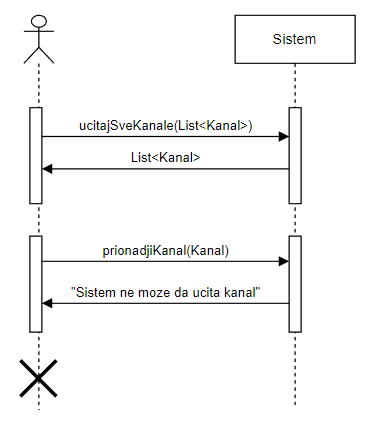 Sistem
ucitajSveKanale(List<Kanal>)
List<Kanal>
prionadjiKanal(Kanal)
"Sistem ne moze da ucita kanal"